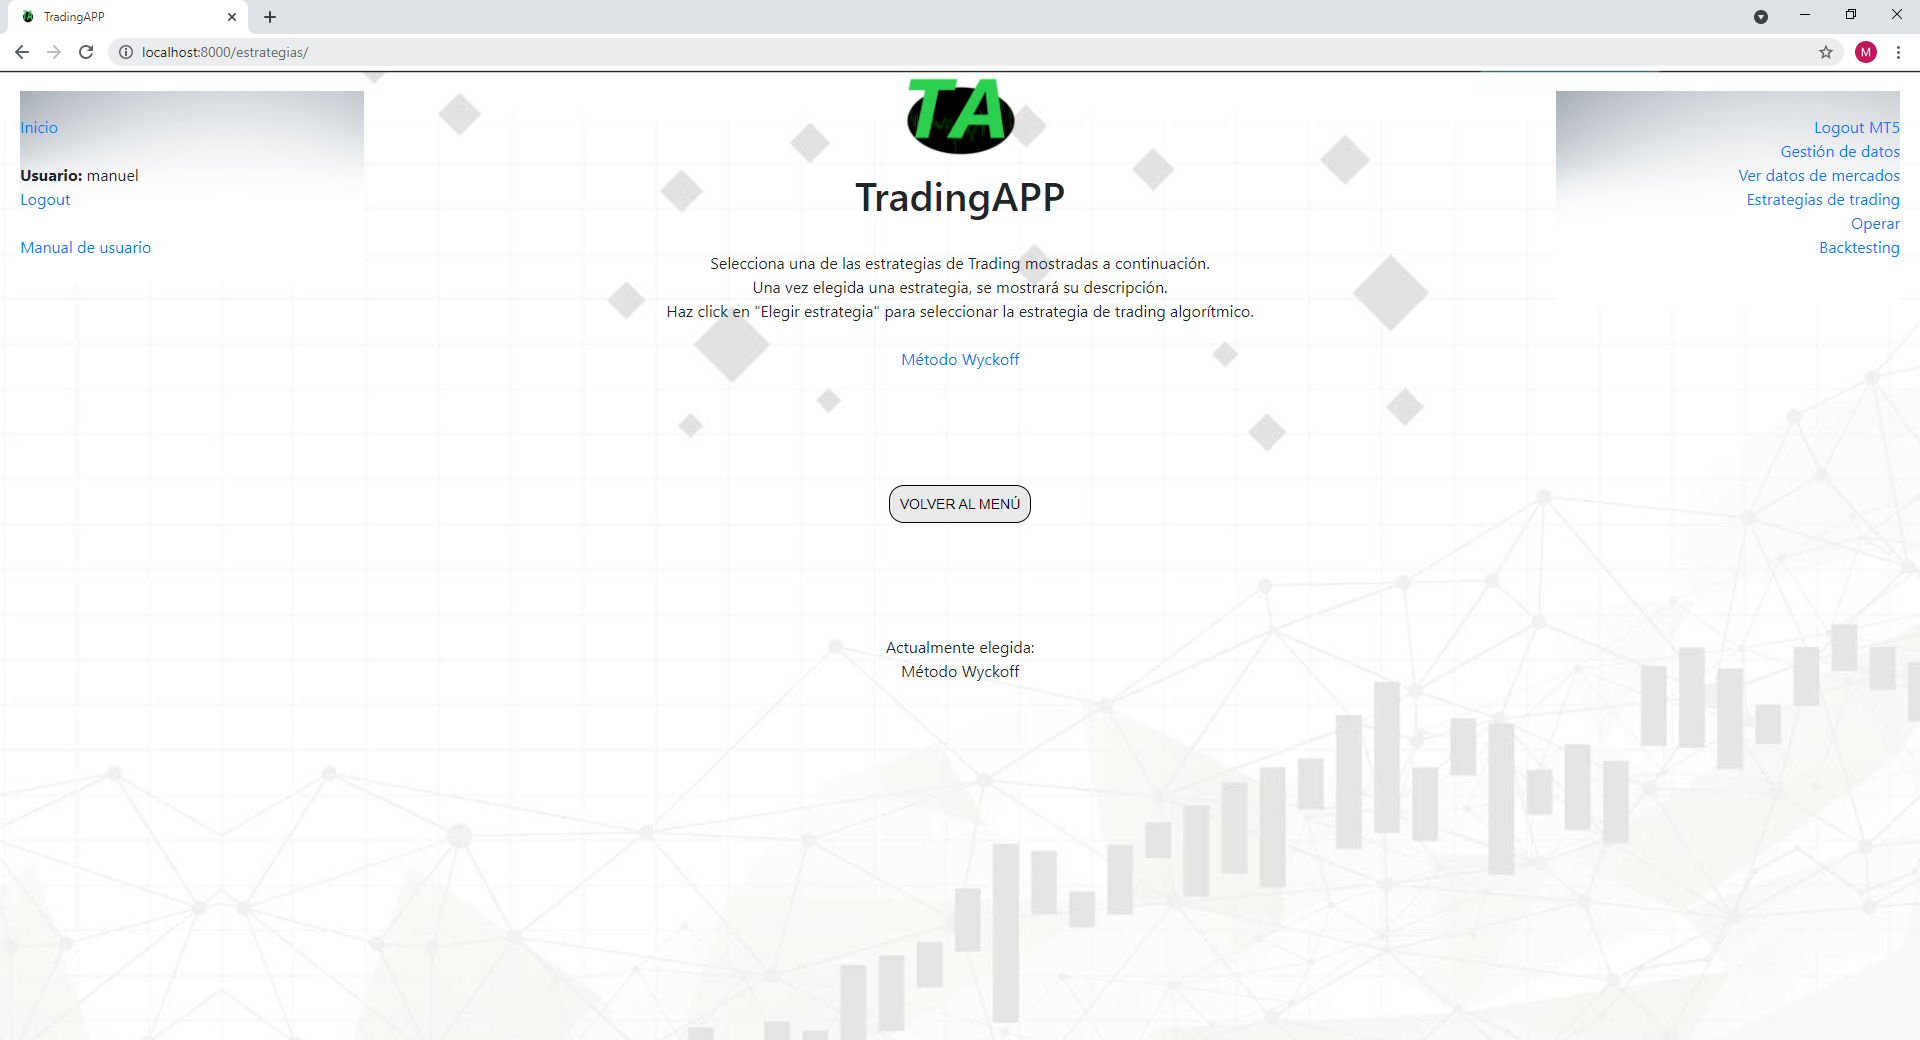 TradingAPP
localhost:8000/estrategias/
M
Inicio
Usuario: manuel
Logout
Manual de usuario
TA
TradingAPP
Selecciona una de las estrategias de Trading mostradas a continuación.
Una vez elegida una estrategia, se mostrará su descripción.
Haz click en "Elegir estrategia" para seleccionar la estrategia de trading algorítmico.
Método Wyckoff
VOLVER AL MENÚ
Actualmente elegida:
Método Wyckoff
Logout MT5
Gestión de datos
Ver datos de mercados
Estrategias de trading
Operar
Backtesting